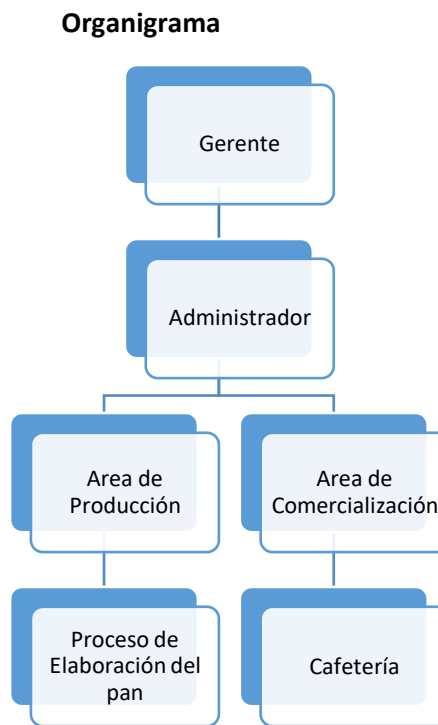 Organigrama
Gerente
Administrador
Area de
Producción
Area de
Comercialización
Proceso de
Elaboración del
pan
Cafetería